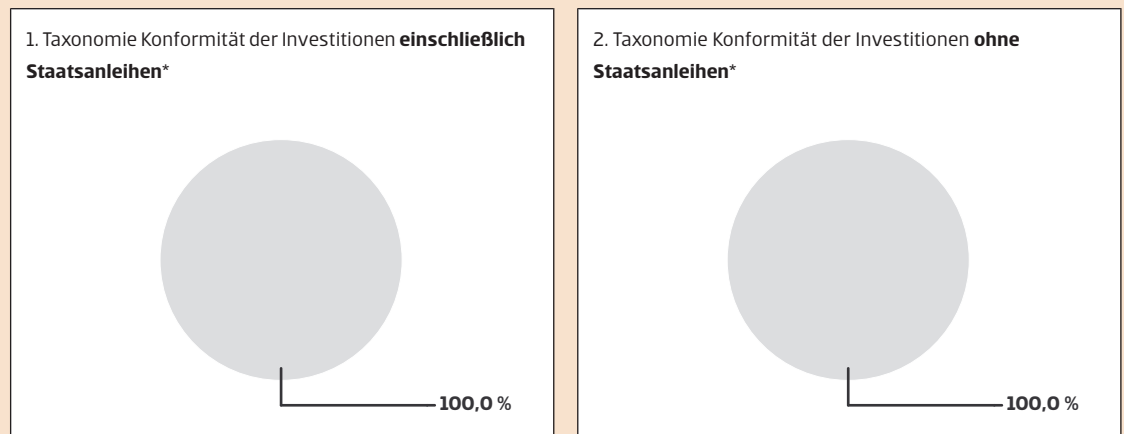 1. Taxonomie Konformität der Investitionen einschließlich
Staatsanleihen*
100,0 %
2. Taxonomie Konformität der Investitionen ohne
Staatsanleihen*
100,0 %